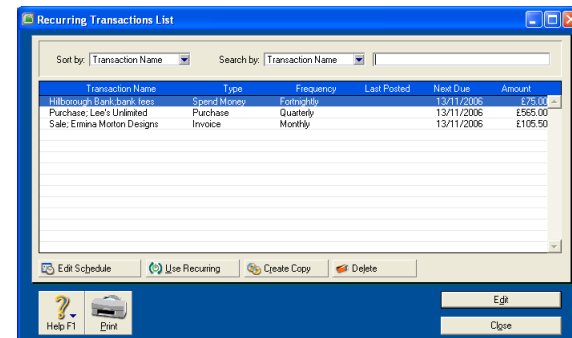 Recurring Transactions List
Sort by: Transaction Name Search by: Transaction Name
Transaction Name Type Frequency Last Posted Next Due Amount
Hillborough Bank;bank fees Spend Money Fortnightly 13/11/2006 £75.00
Purchase; Lee's Unlimited Purchase Quarterly 13/11/2006 £565.00
Sale; Ermina Morton Designs Invoice Monthly 13/11/2006 £105.50
Edit Schedule Use Recurring Create Copy Delete
Edit
Help F1 Print Close